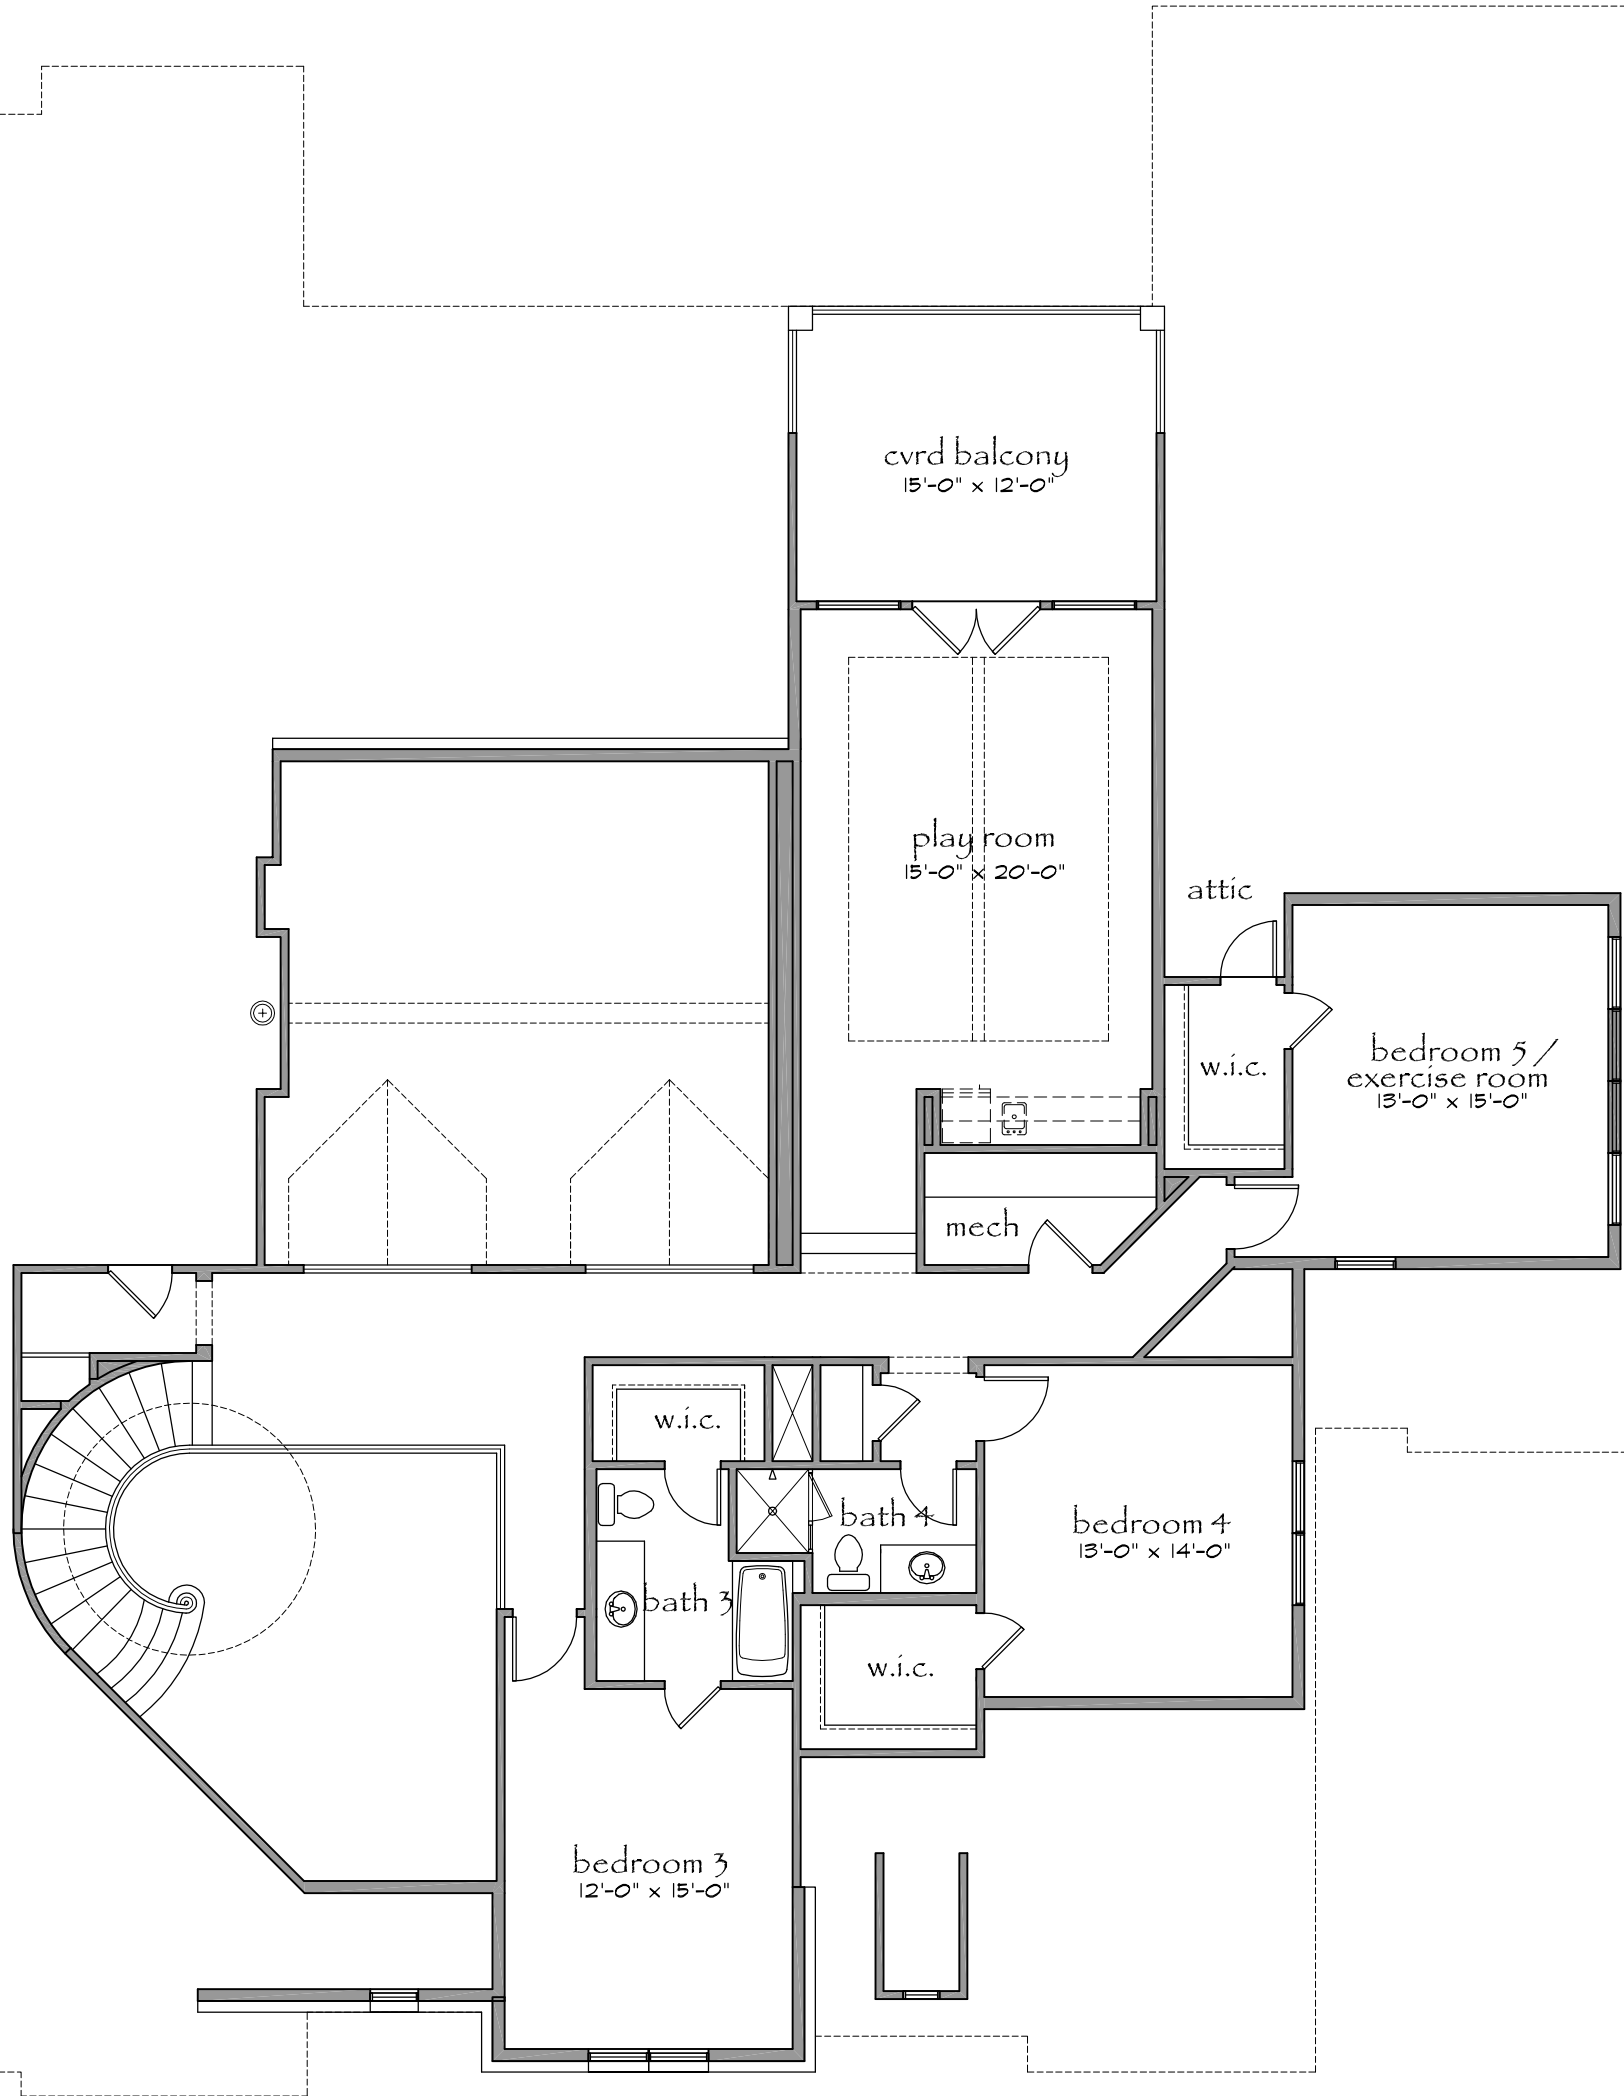 cvrd balcony
15'-0" x 12'-0"
play room
15'-0" x 20'-0"
attic
w.i.c.
bedroom 5 /
exercise room
13'-0" x 15'-0"
mech
w.i.c.
bath 4
bedroom 4
13'-0" x 14'-0"
bath 3
w.i.c.
bedroom 3
12'-0" x 15'-0"